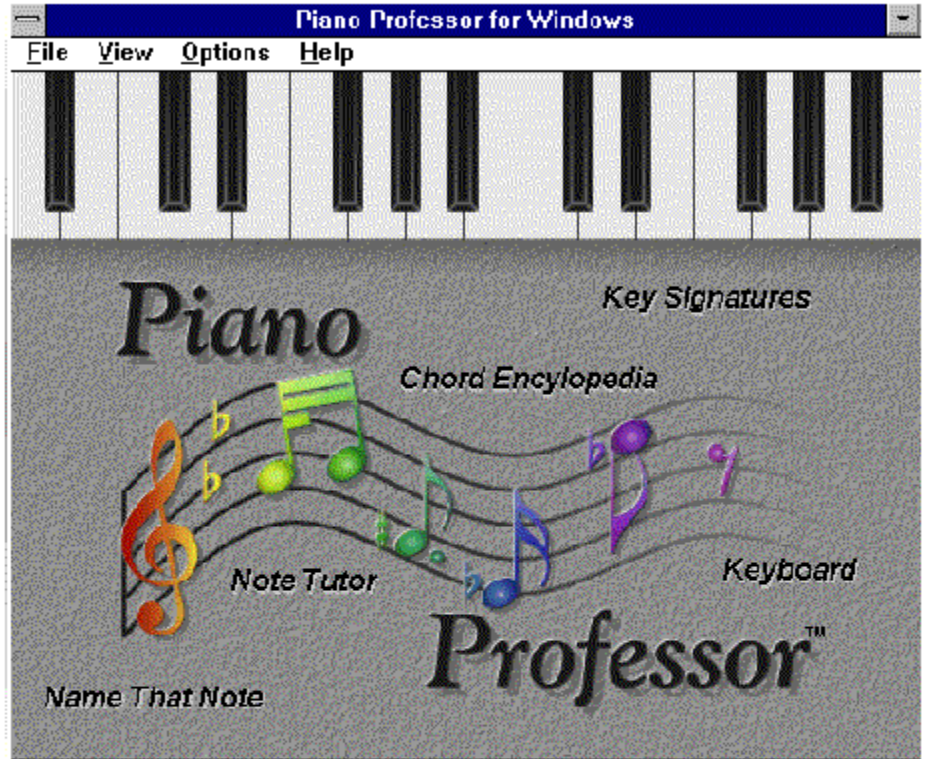 Piano Professor for Windows
File View Options Help
Piano
Key Signatures
Chord Encylopedia
Note Tutor
Keyboard
Professor™
Name That Note